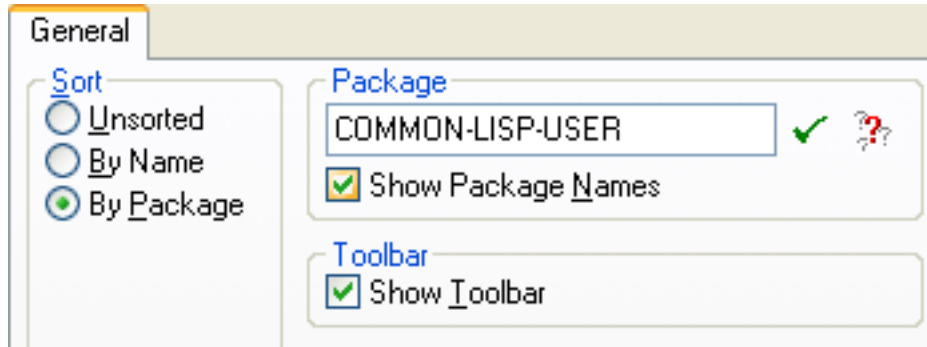 General
Sort
Unsorted
By Name
By Package
Package
COMMON-LISP-USER
Show Package Names
Toolbar
Show Toolbar